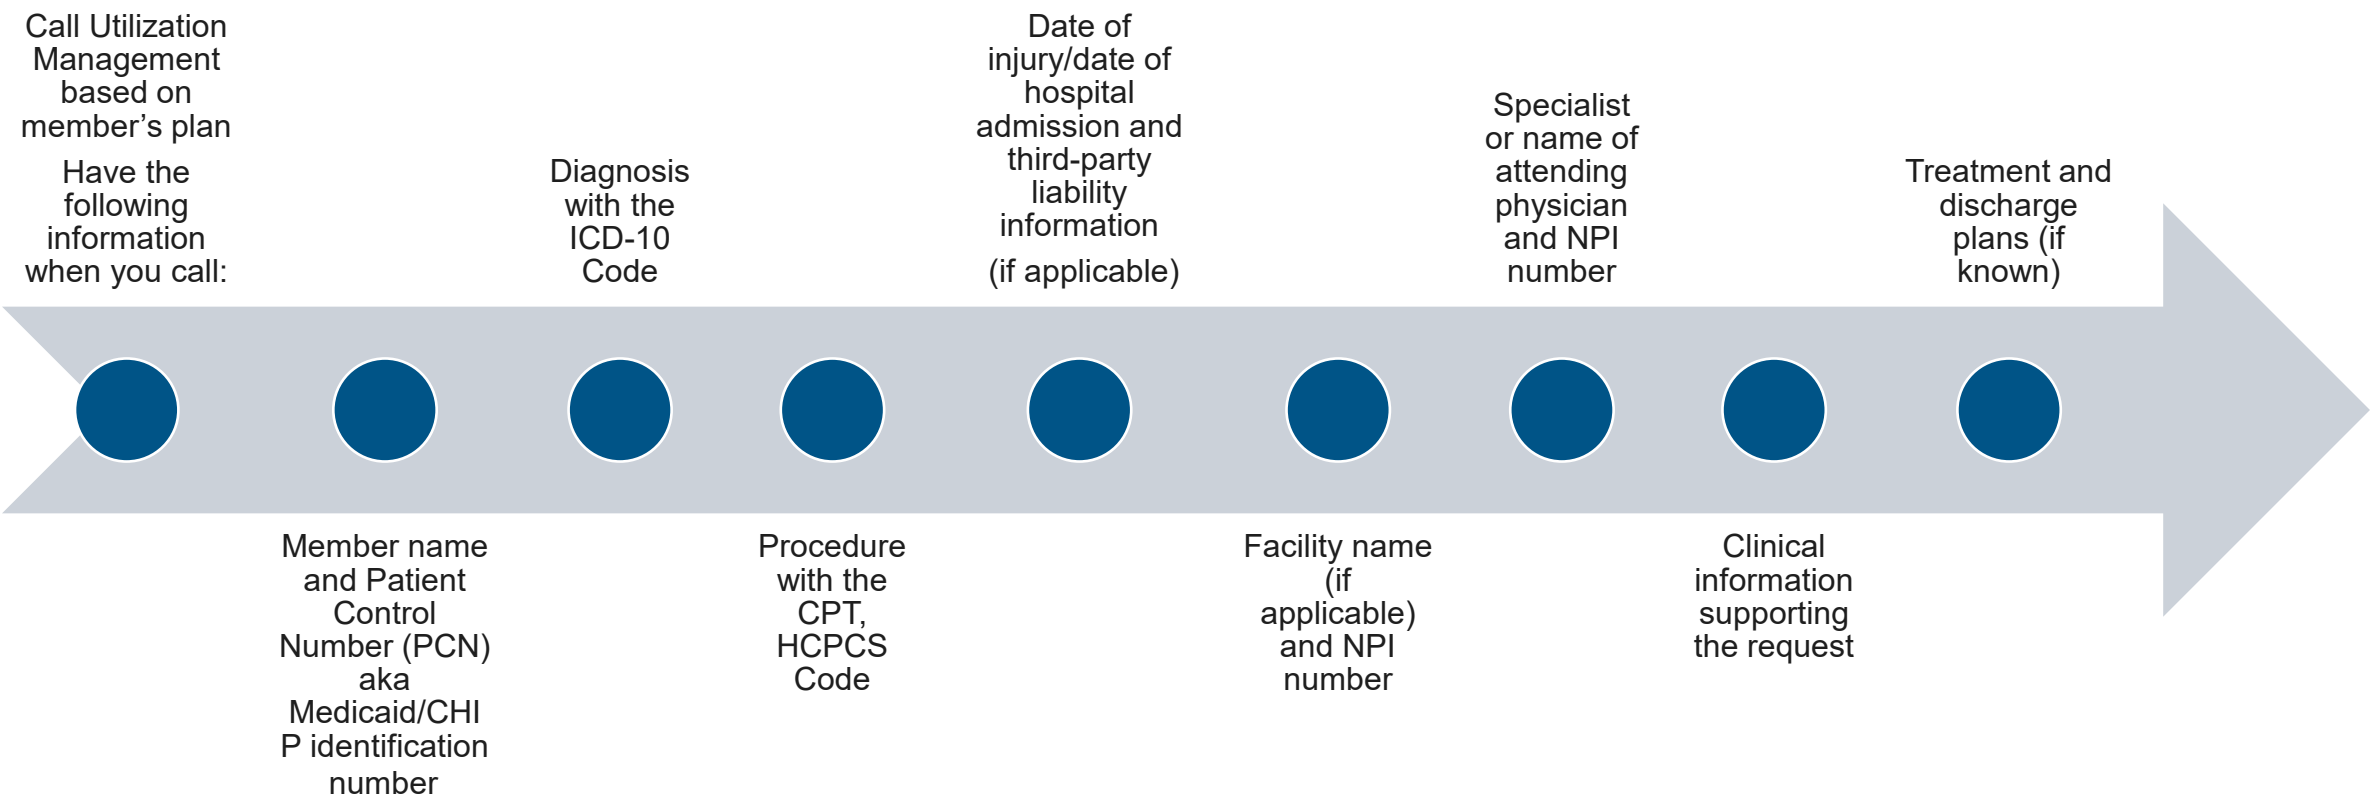 Call Utilization
Management
based on
member’s plan
Have the
following
information
when you call:
Member name
and Patient
Control
Number (PCN)
aka
Medicaid/CHI
P identification
number
Diagnosis
with the
ICD-10
Code
Procedure
with the
CPT,
HCPCS
Code
Date of
injury/date of
hospital
admission and
third-party
liability
information
(if applicable)
Facility name
(if
applicable)
and NPI
number
Specialist
or name of
attending
physician
and NPI
number
Clinical
information
supporting
the request
Treatment and
discharge
plans (if
known)